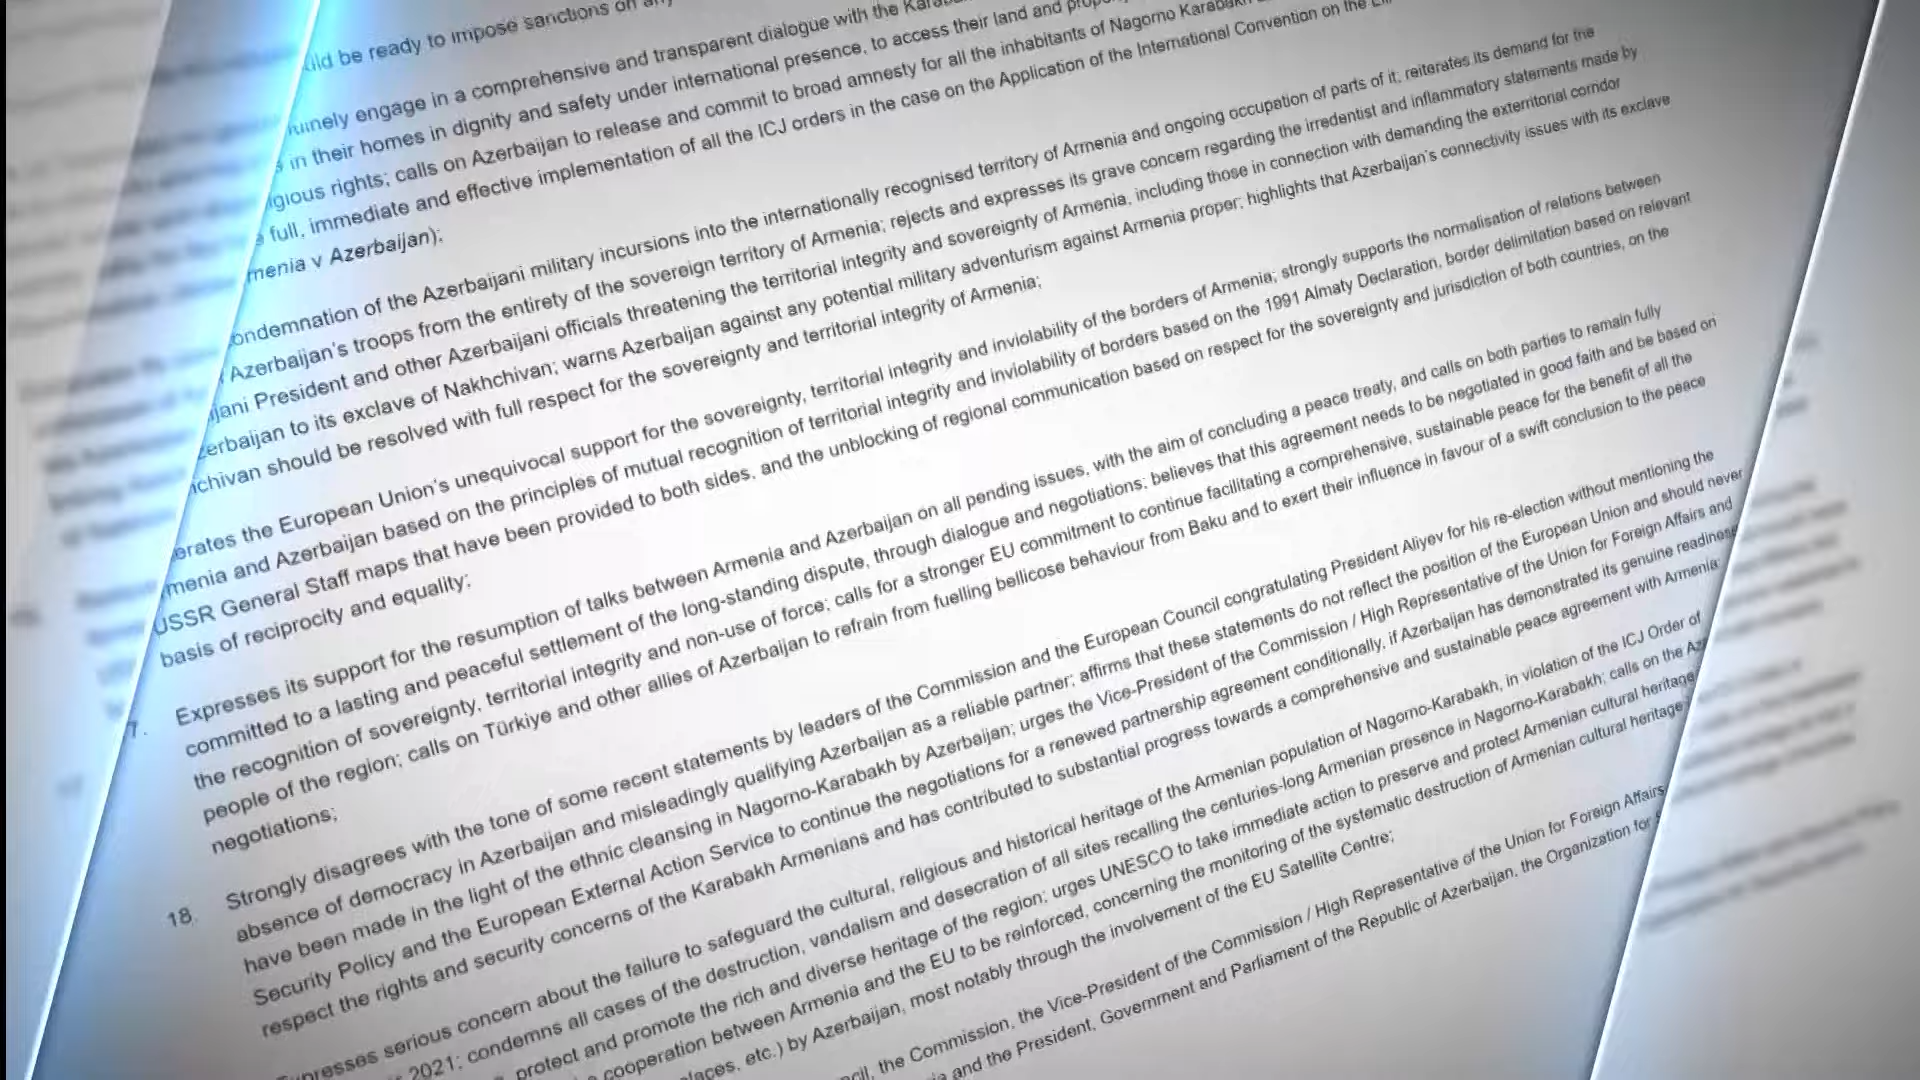 be ready to impose sanctions on
engage in a comprehensive and transparent dialogue with the
in their homes in dignity and safety under international presence, to access their land and
rights; calls on Azerbaijan to release and commit to broad amnesty for all the inhabitants of Nagorno Karabakh
full, immediate and effective implementation of all the ICJ orders in the case on the Application of the International Convention on the
v Azerbaijan);
of the Azerbaijani military incursions into the internationally recognised territory of Armenia and ongoing occupation of parts of it; reiterates its demand for the
Azerbaijan's troops from the entirety of the sovereign territory of Armenia; rejects and expresses its grave concern regarding the irredentist and inflammatory statements made by
President and other Azerbaijani officials threatening the territorial integrity and sovereignty of Armenia, including those in connection with demanding the exterritorial corridor
to its exclave of Nakhchivan; warns Azerbaijan against any potential military adventurism against Armenia proper; highlights that Azerbaijan's connectivity issues with its exclave
should be resolved with full respect for the sovereignty and territorial integrity of Armenia;
the European Union's unequivocal support for the sovereignty, territorial integrity and inviolability of the borders of Armenia; strongly supports the normalisation of relations between
and Azerbaijan based on the principles of mutual recognition of territorial integrity and inviolability of borders based on the 1991 Almaty Declaration, border delimitation based on relevant
USSR General Staff maps that have been provided to both sides, and the unblocking of regional communication based on respect for the sovereignty and jurisdiction of both countries, on the
basis of reciprocity and equality;
7. Expresses its support for the resumption of talks between Armenia and Azerbaijan on all pending issues, with the aim of concluding a peace treaty, and calls on both parties to remain fully
committed to a lasting and peaceful settlement of the long-standing dispute, through dialogue and negotiations; believes that this agreement needs to be negotiated in good faith and be based on
the recognition of sovereignty, territorial integrity and non-use of force; calls for a stronger EU commitment to continue facilitating a comprehensive, sustainable peace for the benefit of all the
people of the region; calls on Türkiye and other allies of Azerbaijan to refrain from fuelling bellicose behaviour from Baku and to exert their influence in favour of a swift conclusion to the peace
negotiations;
18. Strongly disagrees with the tone of some recent statements by leaders of the Commission and the European Council congratulating President Aliyev for his re-election without mentioning the
absence of democracy in Azerbaijan and misleadingly qualifying Azerbaijan as a reliable partner; affirms that these statements do not reflect the position of the European Union and should never
have been made in the light of the ethnic cleansing in Nagorno-Karabakh by Azerbaijan; urges the Vice-President of the Commission / High Representative of the Union for Foreign Affairs and
Security Policy and the European External Action Service to continue the negotiations for a renewed partnership agreement conditionally, if Azerbaijan has demonstrated its genuine readiness
respect the rights and security concerns of the Karabakh Armenians and has contributed to substantial progress towards a comprehensive and sustainable peace agreement with Armenia;
serious concern about the failure to safeguard the cultural, religious and historical heritage of the Armenian population of Nagorno-Karabakh, in violation of the ICJ Order of
2021; condemns all cases of the destruction, vandalism and desecration of all sites recalling the centuries-long Armenian presence in Nagorno-Karabakh; calls on the
protect and promote the rich and diverse heritage of the region; urges UNESCO to take immediate action to preserve and protect Armenian cultural heritage
cooperation between Armenia and the EU to be reinforced, concerning the monitoring of the systematic destruction of Armenian cultural heritage
etc.) by Azerbaijan, most notably through the involvement of the EU Satellite Centre;
the Commission, the Vice-President of the Commission / High Representative of the Union for Foreign Affairs
and the President, Government and Parliament of the Republic of Azerbaijan, the Organization for